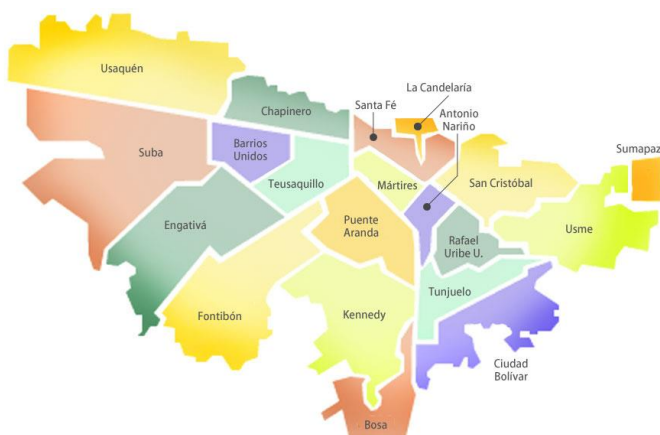 Usaquén
La Candelaría
Santa Fé
Antonio
Nariño
Chapinero
Sumapaz
Suba
Barrios
Unidos
Teusaquillo
Mártires
San Cristóbal
Engativá
Puente
Aranda
Rafael
Uribe U.
Usme
Fontibón
Kennedy
Tunjuelo
Ciudad
Bolívar
Bosa